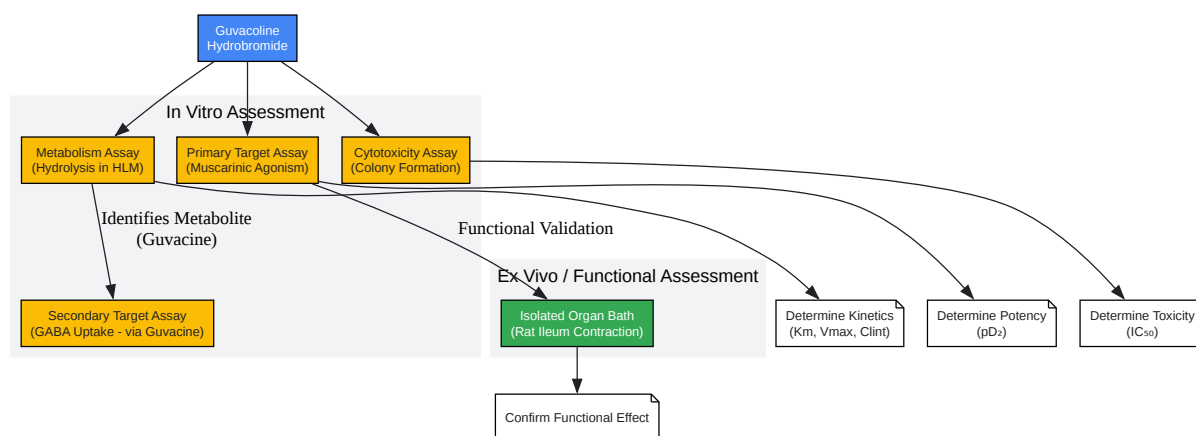 Guvacoline
Hydrobromide
In Vitro Assessment
Metabolism Assay
(Hydrolysis in HLM)
Primary Target Assay
(Muscarinic Agonism)
Cytotoxicity Assay
(Colony Formation)
Identifies Metabolite
(Guvacine)
Functional Validation
Ex Vivo / Functional Assessment
Secondary Target Assay
(GABA Uptake - via Guvacine)
Isolated Organ Bath
(Rat Ileum Contraction)
Determine Kinetics
(Km, Vmax, Clint)
Determine Potency
(pD₂)
Determine Toxicity
(IC₅₀)
Confirm Functional Effect